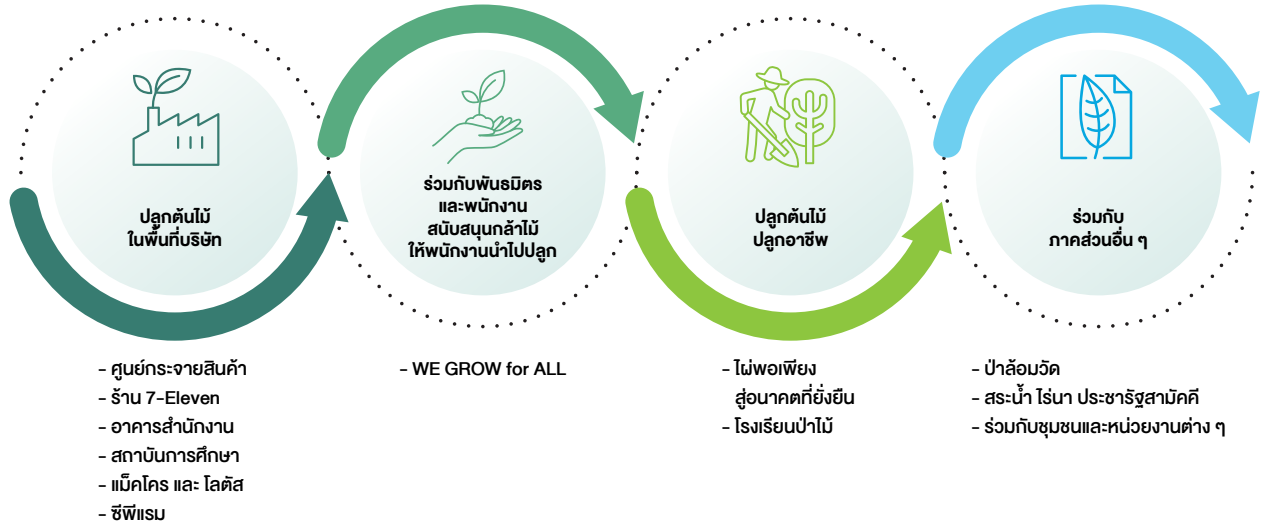 ปลูกต้นไม้
ในพื้นที่บริษัท
ร่วมกับพันธมิตร
และพนักงาน
สนับสนุนกล้าไม้
ให้พนักงานนำไปปลูก
ปลูกต้นไม้
ปลูกอาชีพ
ร่วมกับ
ภาคส่วนอื่น ๆ
- ศูนย์กระจายสินค้า
- ร้าน 7-Eleven
- อาคารสำนักงาน
- สถาบันการศึกษา
- แม็คโคร และ โลตัส
- ซีพีแรม
- WE GROW for ALL
- ไผ่พอเพียง
สู่อนาคตที่ยั่งยืน
- โรงเรียนป่าไม้
- ป่าล้อมวัด
- สระน้ำ ไร่นา ประชารัฐสามัคคี
- ร่วมกับชุมชนและหน่วยงานต่าง ๆ